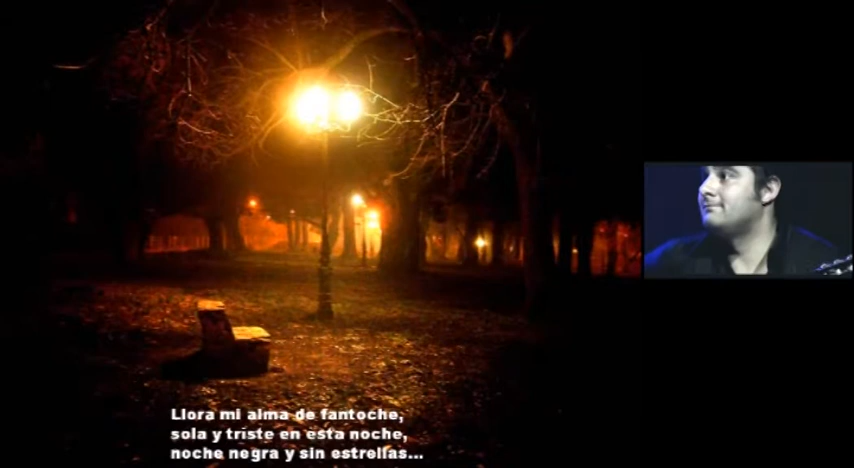 Llora mi alma de fantoche,
sola y triste en esta noche,
noche negra y sin estrellas...